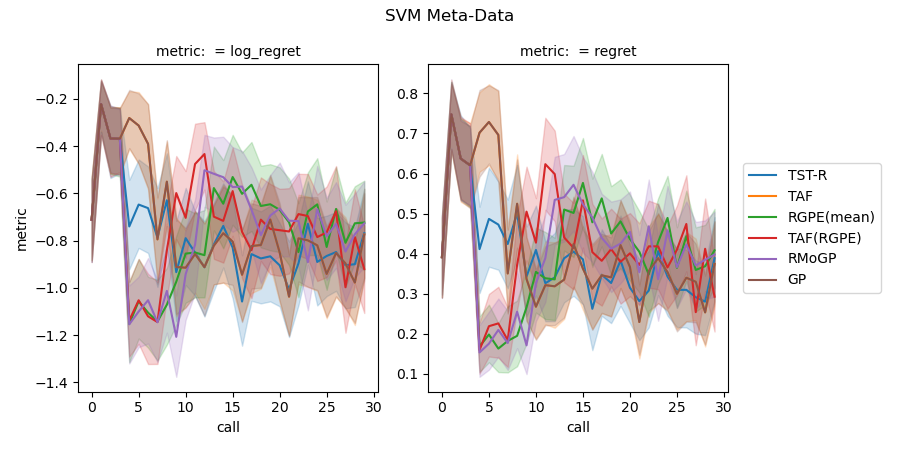 SVM Meta-Data
metric:  = log_regret
metric:  = regret
metric
−0.2
−0.4
−0.6
−0.8
−1.0
−1.2
−1.4
0 5 10 15 20 25 30
call
0.8
0.7
0.6
0.5
0.4
0.3
0.2
0.1
0 5 10 15 20 25 30
call
TST-R
TAF
RGPE(mean)
TAF(RGPE)
RMoGP
GP